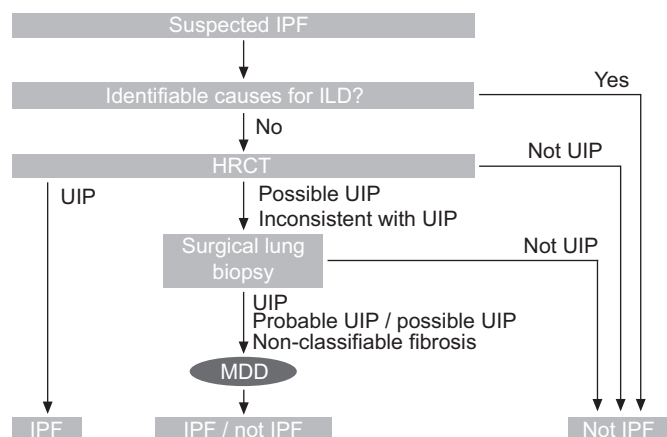 Suspected IPF
Yes
Identifiable causes for ILD?
No
Not UIP
HRCT
UIP
Possible UIP
Inconsistent with UIP
Surgical lung
biopsy
Not UIP
UIP
Probable UIP / possible UIP
Non-classifiable fibrosis
MDD
IPF
IPF / not IPF
Not IPF